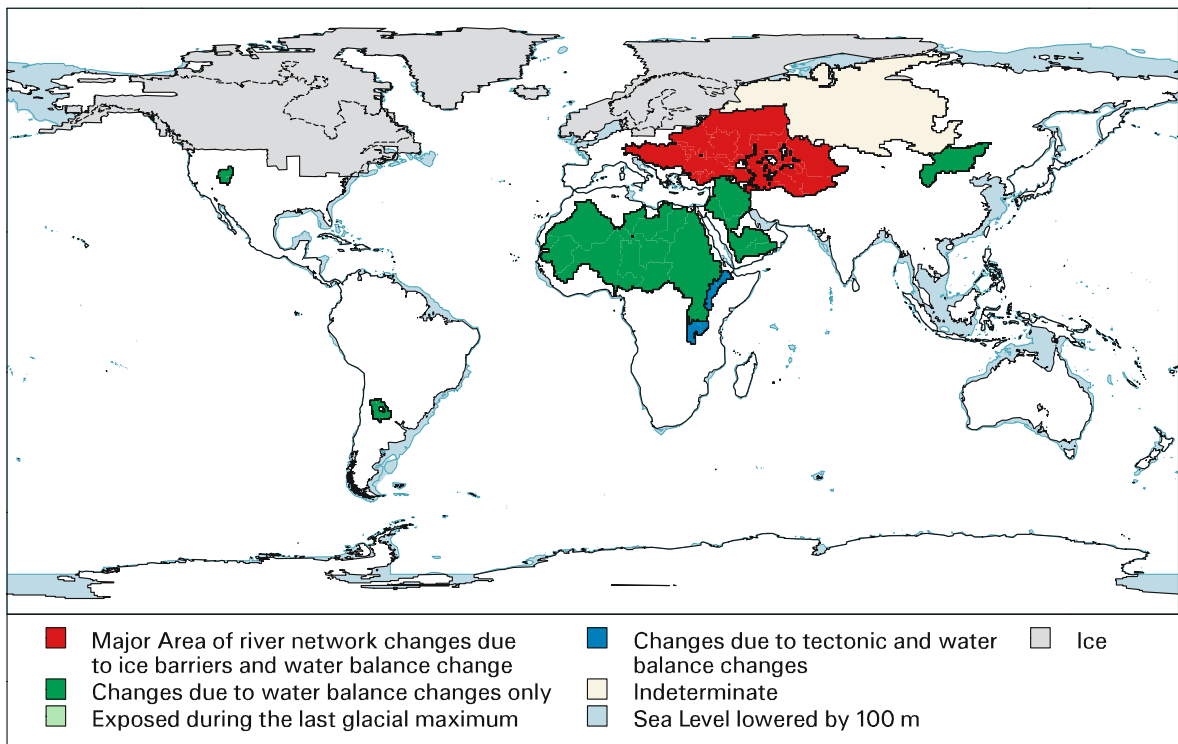 Major Area of river network changes due
to ice barriers and water balance change
Changes due to water balance changes only
Exposed during the last glacial maximum
Changes due to tectonic and water
balance changes
Indeterminate
Sea Level lowered by 100 m
Ice